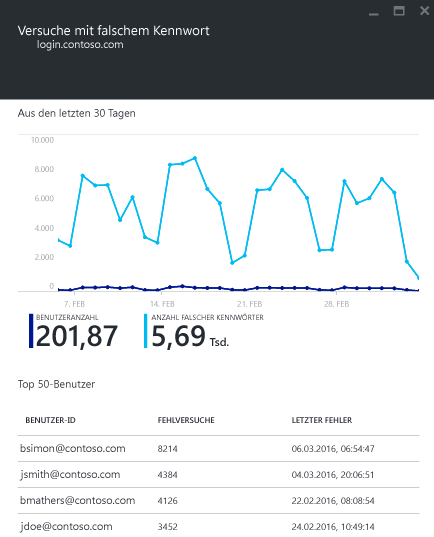 Versuche mit falschem Kennwort
login.contoso.com
Aus den letzten 30 Tagen
10.000
8.000
6.000
4.000
2.000
0
7. FEB 14. FEB 21. FEB 28. FEB
BENUTZERANZAHL ANZAHL FALSCHER KENNWÖRTER
201,87 5,69 Tsd.
Top 50-Benutzer
BENUTZER-ID FEHLVERSUCHE LETZTER FEHLER
bsimon@contoso.com 8214 06.03.2016, 06:54:47
jsmith@contoso.com 4384 04.03.2016, 20:06:51
bmathers@contoso.com 4126 22.02.2016, 08:08:54
jdoe@contoso.com 3452 24.02.2016, 10:49:14